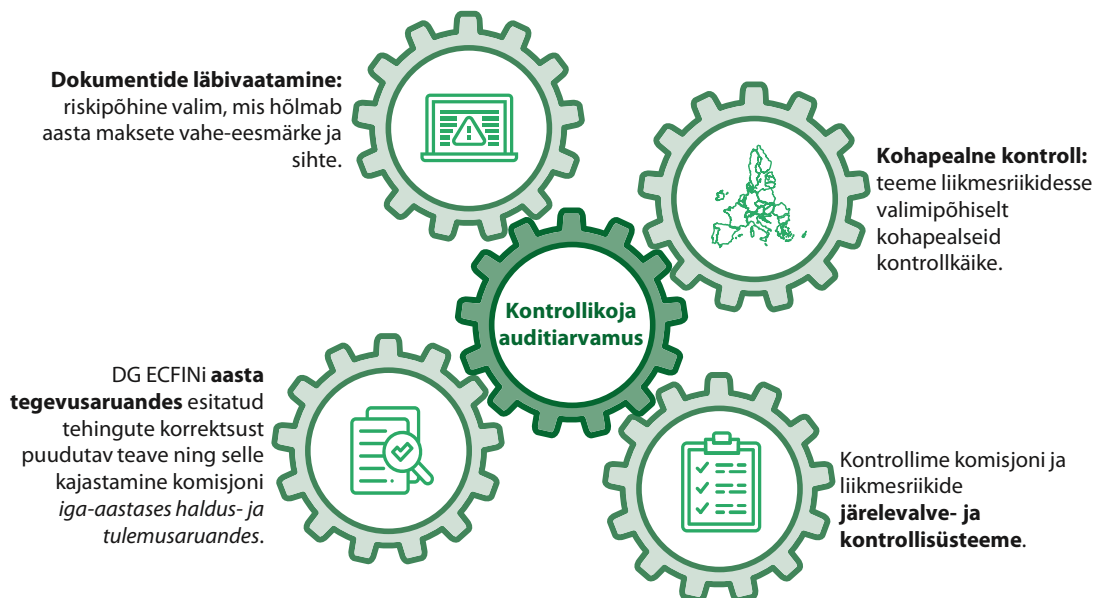 Dokumentide läbivaatamine:
riskipõhine valim, mis hõlmab
aasta maksete vahe-eesmärke ja
sihte.
Kohapealne kontroll:
teeme liikmesriikidesse
valimipõhiselt
kohapealseid
kontrollkäike.
Kontrollikoja
auditiarvamus
DG ECFINi aasta
tegevusaruandes esitatud
tehingute korrektsust
puudutav teave ning selle
kajastamine komisjoni
iga-aastases haldus- ja
tulemusaruandes.
Kontrollime komisjoni ja
liikmesriikide
järelevalve- ja
kontrollisüsteeme.